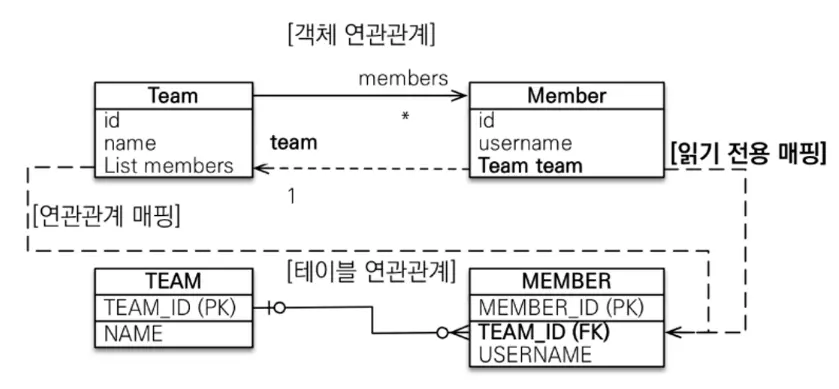 [객체 연관관계]
members
Team
Member
id
name
List members
*
team
1
id
username
Team team
[읽기 전용 매핑]
[연관관계 매핑]
[테이블 연관관계]
TEAM
TEAM_ID (PK)
NAME
MEMBER
MEMBER_ID (PK)
TEAM_ID (FK)
USERNAME